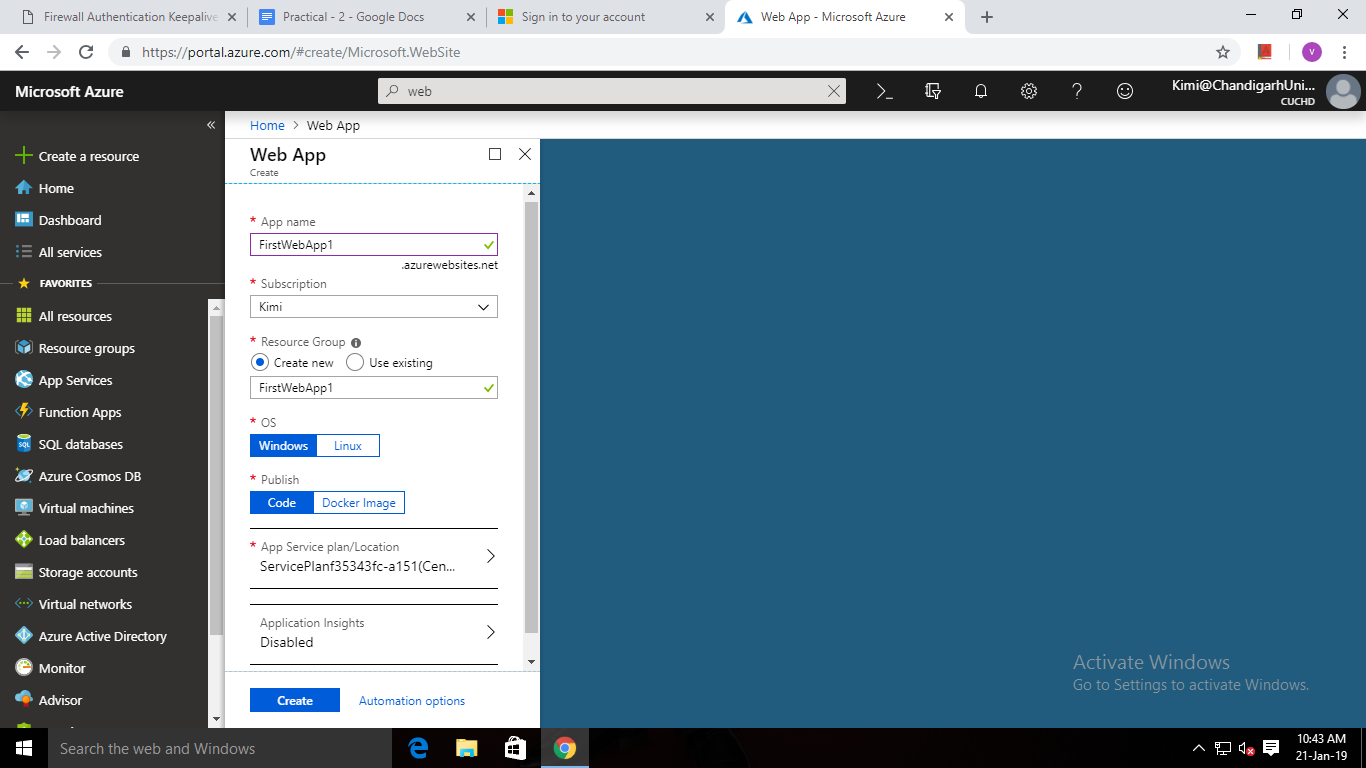 Firewall Authentication Keepalive
Practical - 2 - Google Docs
Sign in to your account
Web App - Microsoft Azure
https://portal.azure.com/#create/Microsoft.WebSite
V
Microsoft Azure
web
Kimi@ChandigarhUni...
CUCHD
Home > Web App
Create a resource
Home
Dashboard
All services
FAVORITES
All resources
Resource groups
App Services
Function Apps
SQL databases
Azure Cosmos DB
Virtual machines
Load balancers
Storage accounts
Virtual networks
Azure Active Directory
Monitor
Advisor
Web App
Create
* App name
FirstWebApp1
.azurewebsites.net
* Subscription
Kimi
* Resource Group
Create new Use existing
FirstWebApp1
* OS
Windows Linux
* Publish
Code Docker Image
* App Service plan/Location
ServicePlanf35343fc-a151(Cen...
Application Insights
Disabled
Create Automation options
Activate Windows
Go to Settings to activate Windows.
Search the web and Windows
10:43 AM
21-Jan-19